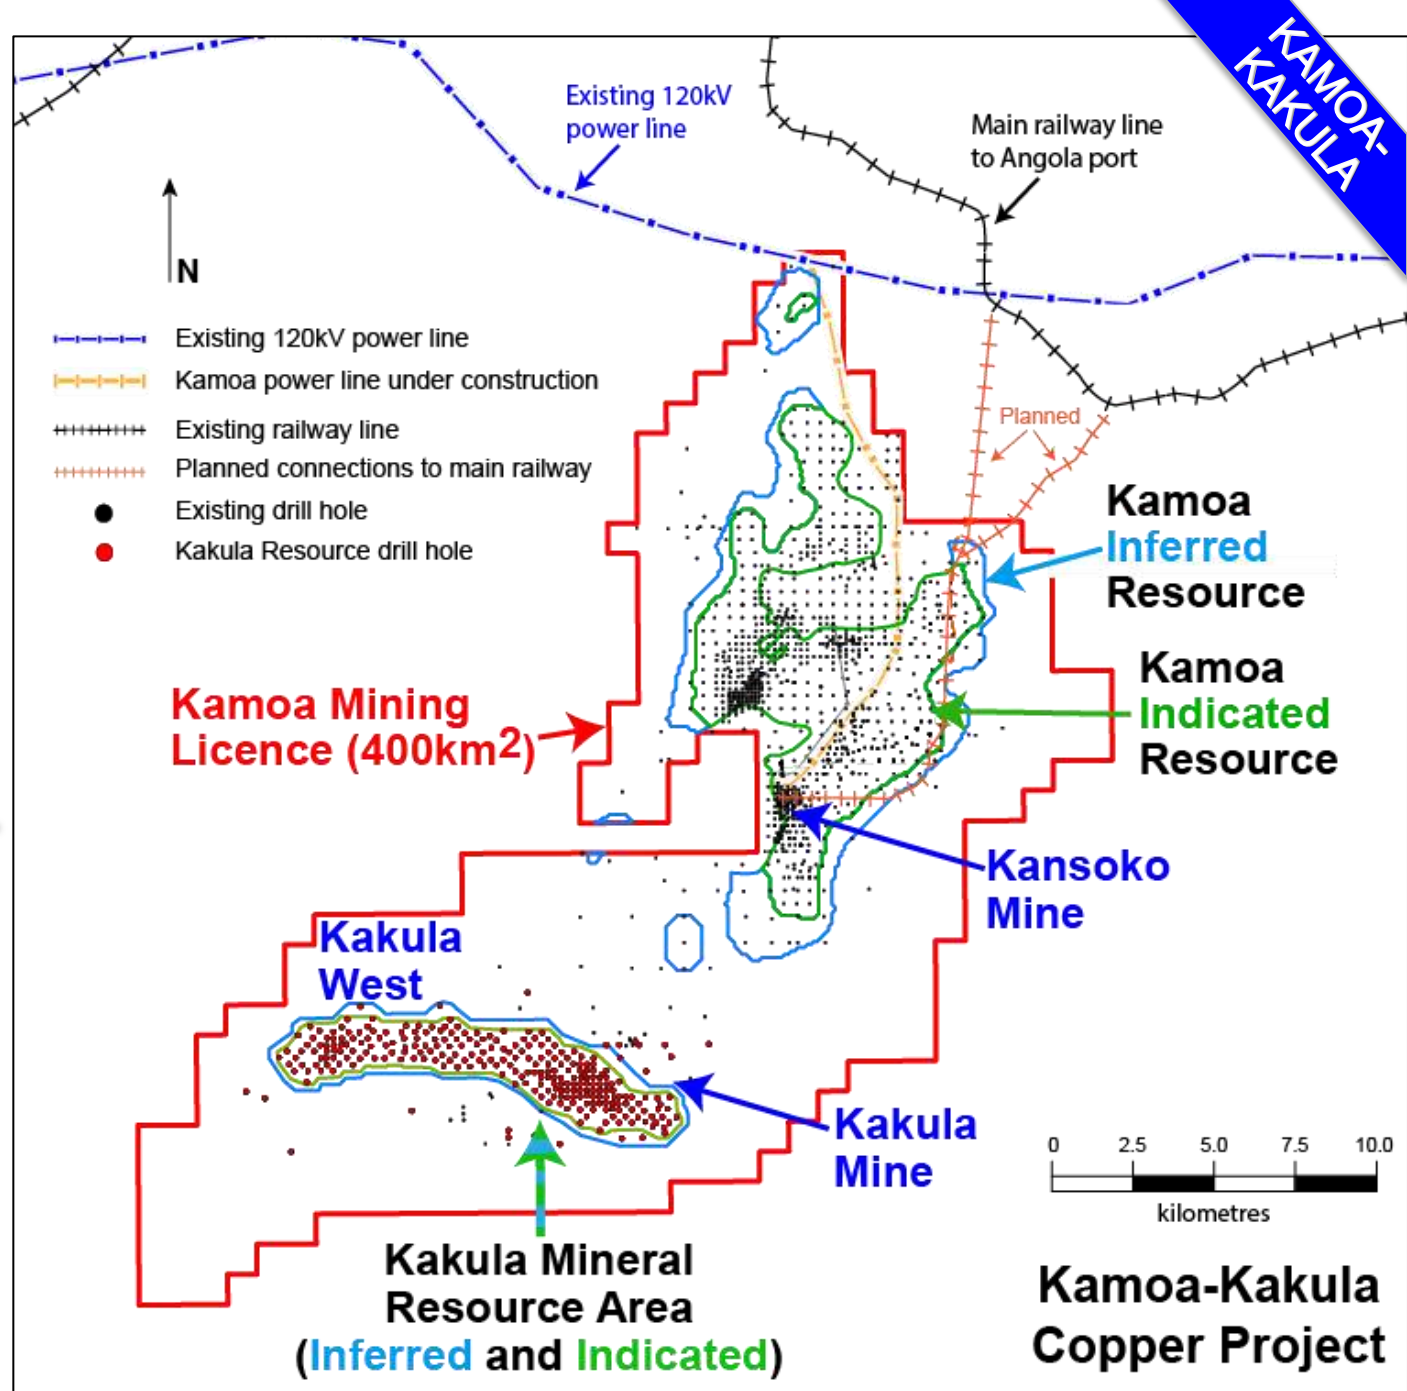 KAMOA-
KAKULA
Existing 120kV
power line
Main railway line
to Angola port
N
Existing 120kV power line
Kamoa power line under construction
Existing railway line
Planned connections to main railway
Existing drill hole
Kakula Resource drill hole
Planned
Kamoa
Inferred
Resource
Kamoa
Indicated
Resource
Kamoa Mining
Licence (400km2)
Kansoko
Mine
Kakula
West
Kakula
Mine
0 2.5 5.0 7.5 10.0
kilometres
Kakula Mineral
Resource Area
(Inferred and Indicated)
Kamoa-Kakula
Copper Project